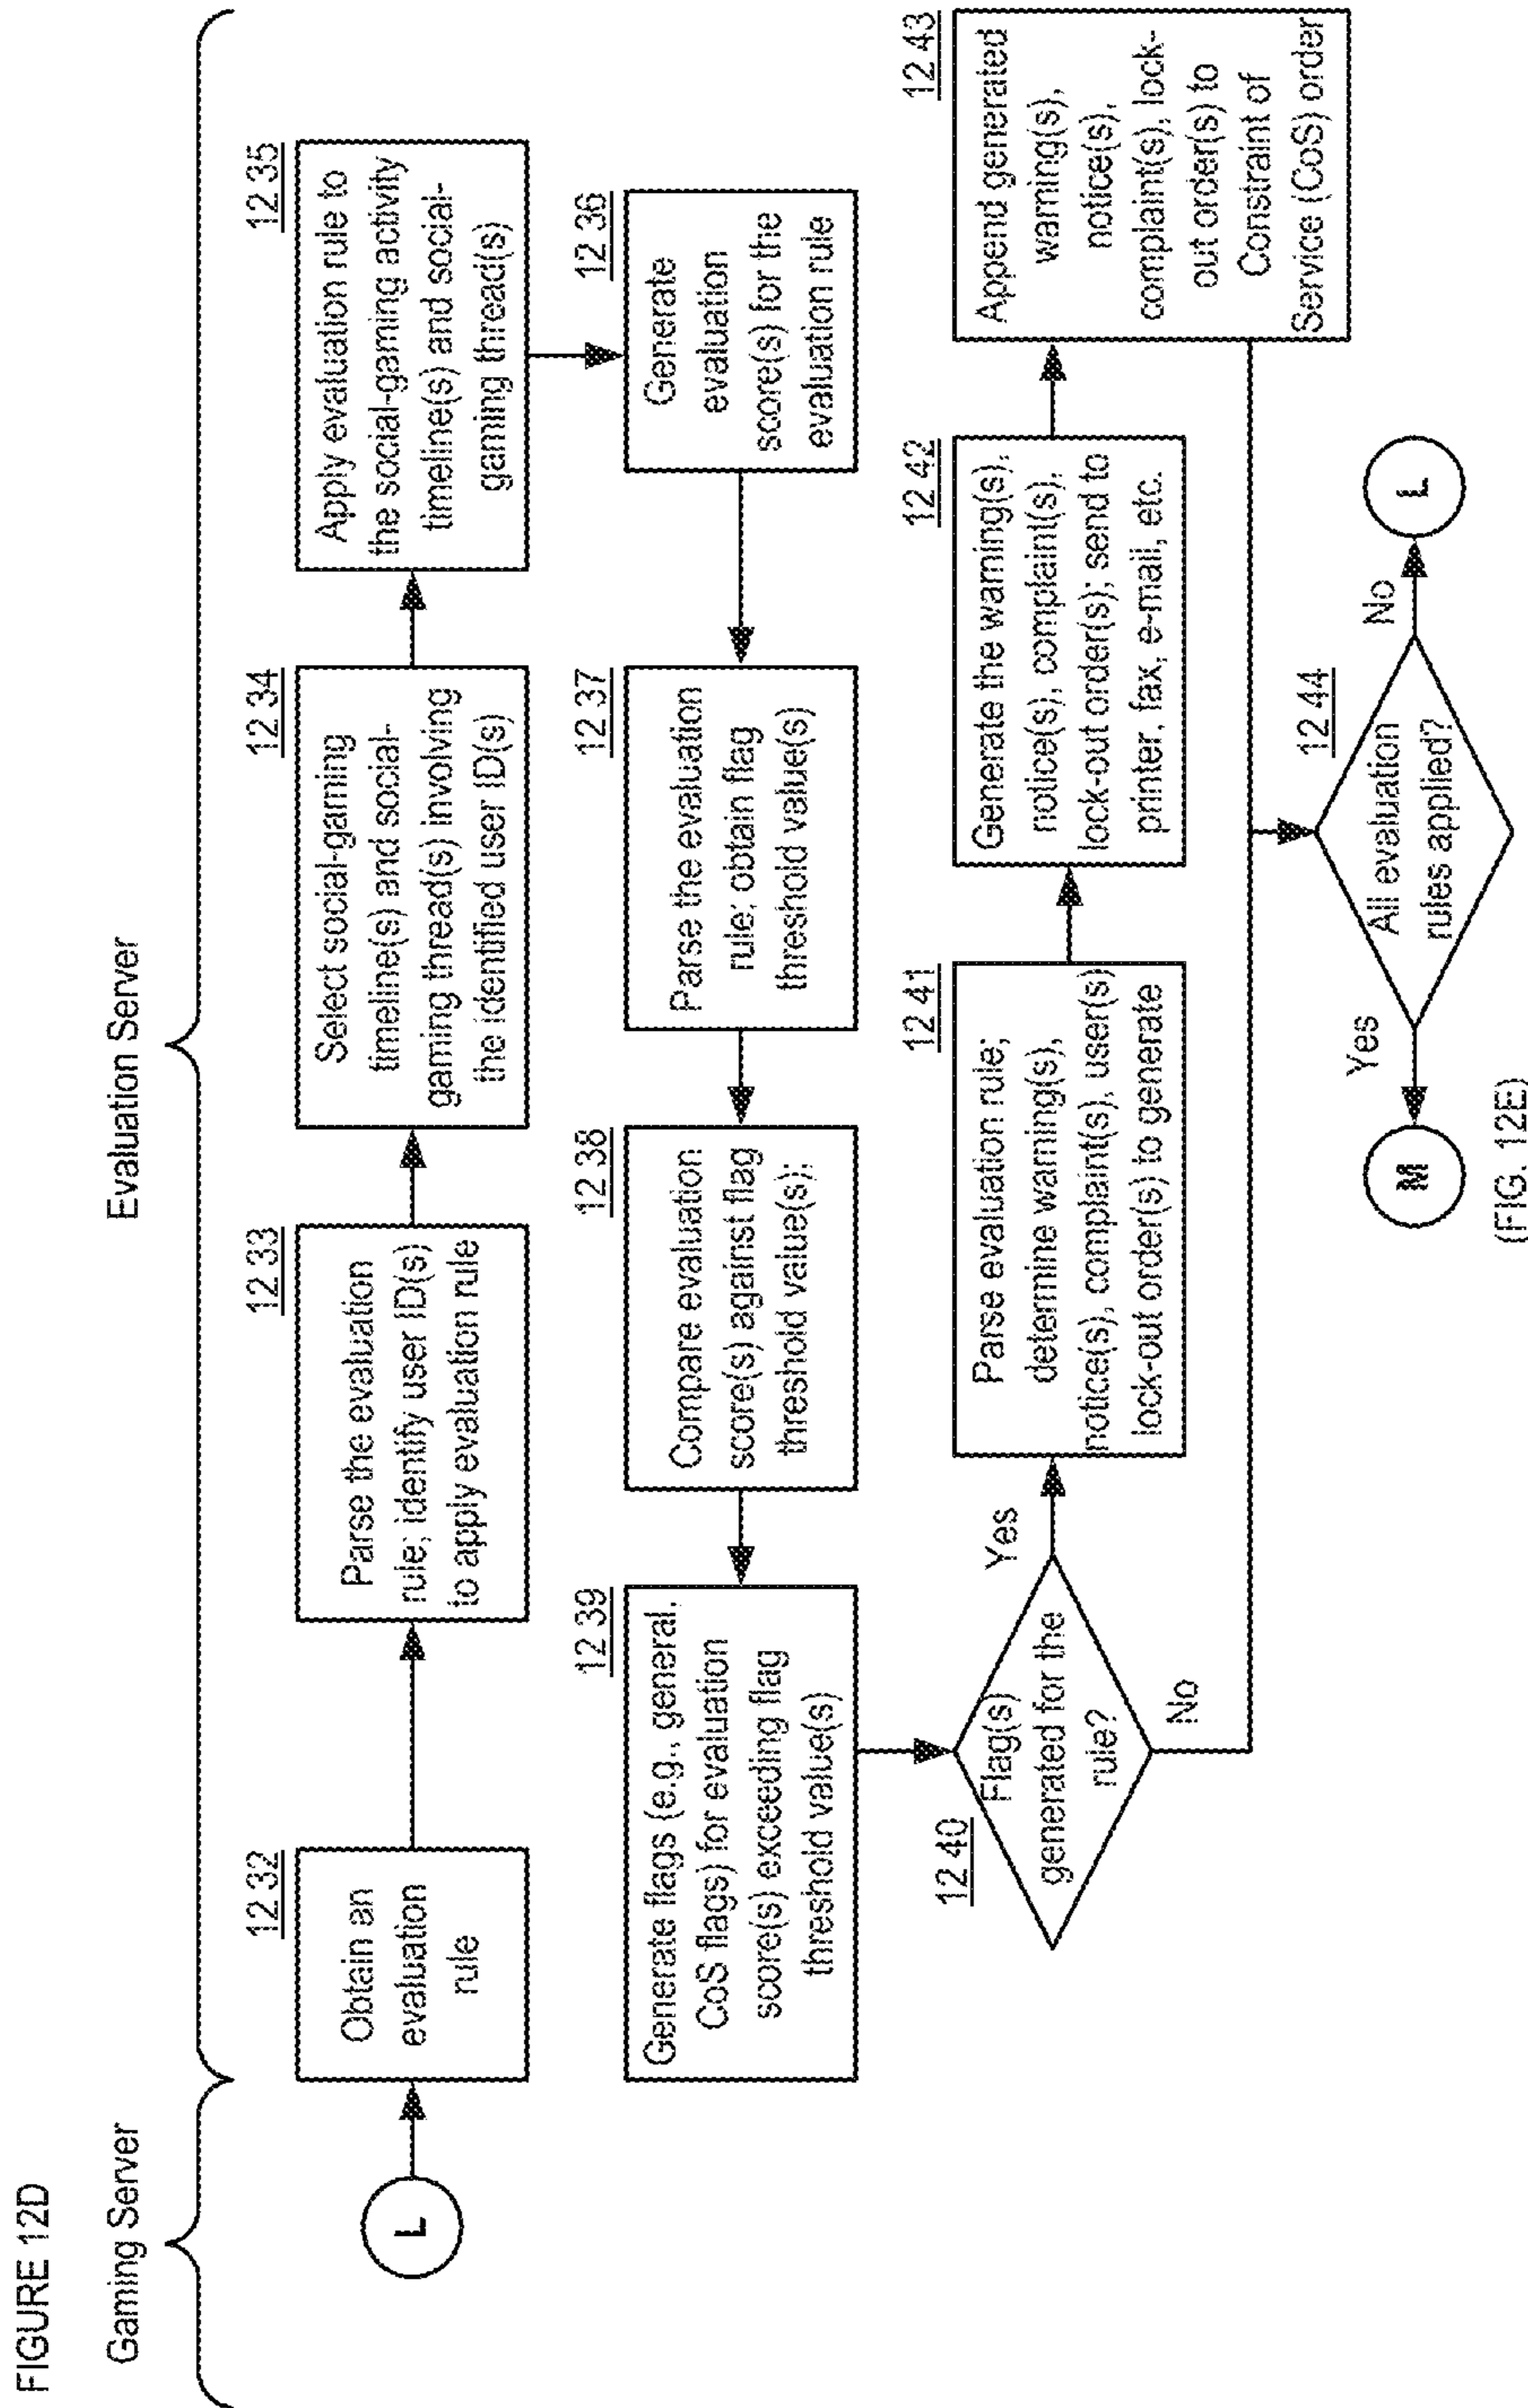 FIGURE 12D
Gaming Server
Evaluation Server
L
12 32
Obtain an
evaluation
rule
12 33
Parse the evaluation
rule; identify user ID(s)
to apply evaluation rule
12 34
Select social-gaming
timeline(s) and social-
gaming thread(s) involving
the identified user ID(s)
12 35
Apply evaluation rule to
the social-gaming activity
timeline(s) and social-
gaming thread(s)
12 36
Generate
evaluation
score(s) for the
evaluation rule
12 37
Parse the evaluation
rule; obtain flag
threshold value(s)
12 38
Compare evaluation
score(s) against flag
threshold value(s);
12 39
Generate flags (e.g., general,
CoS flags) for evaluation
score(s) exceeding flag
threshold value(s)
12 40
Flag(s)
generated for the
rule?
Yes
No
12 41
Parse evaluation rule;
determine warning(s),
notice(s), complaint(s), user(s)
lock-out order(s) to generate
12 42
Generate the warning(s),
notice(s), complaint(s),
lock-out order(s); send to
printer, fax, e-mail, etc.
12 43
Append generated
warning(s),
notice(s),
complaint(s), lock-
out order(s) to
Constraint of
Service (CoS) order
12 44
All evaluation
rules applied?
Yes
No
M
L
(FIG. 12E)